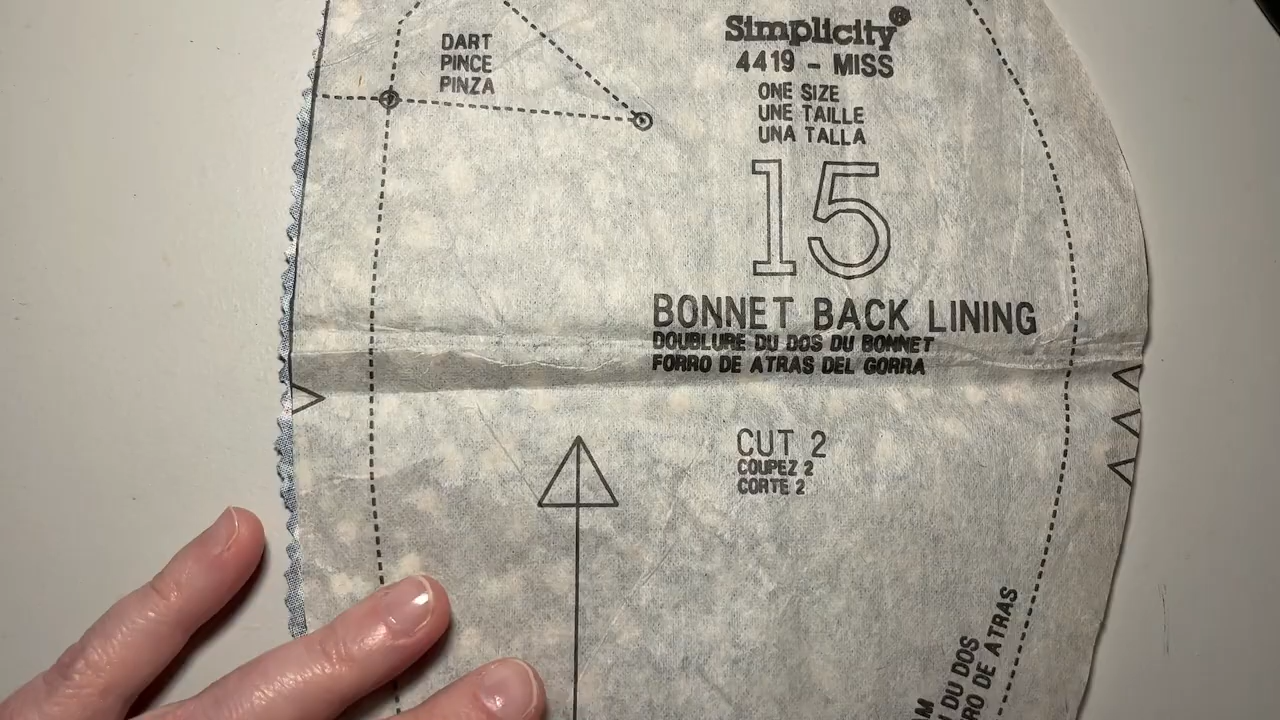 DART
PINCE
PINZA
Simplicity®
4419 - MISS
ONE SIZE
UNE TAILLE
UNA TALLA
15
BONNET BACK LINING
DOUBLURE DU DOS DU BONNET
FORRO DE ATRAS DEL GORRA
CUT 2
COUPEZ 2
CORTE 2
DU DOS
DE ATRAS